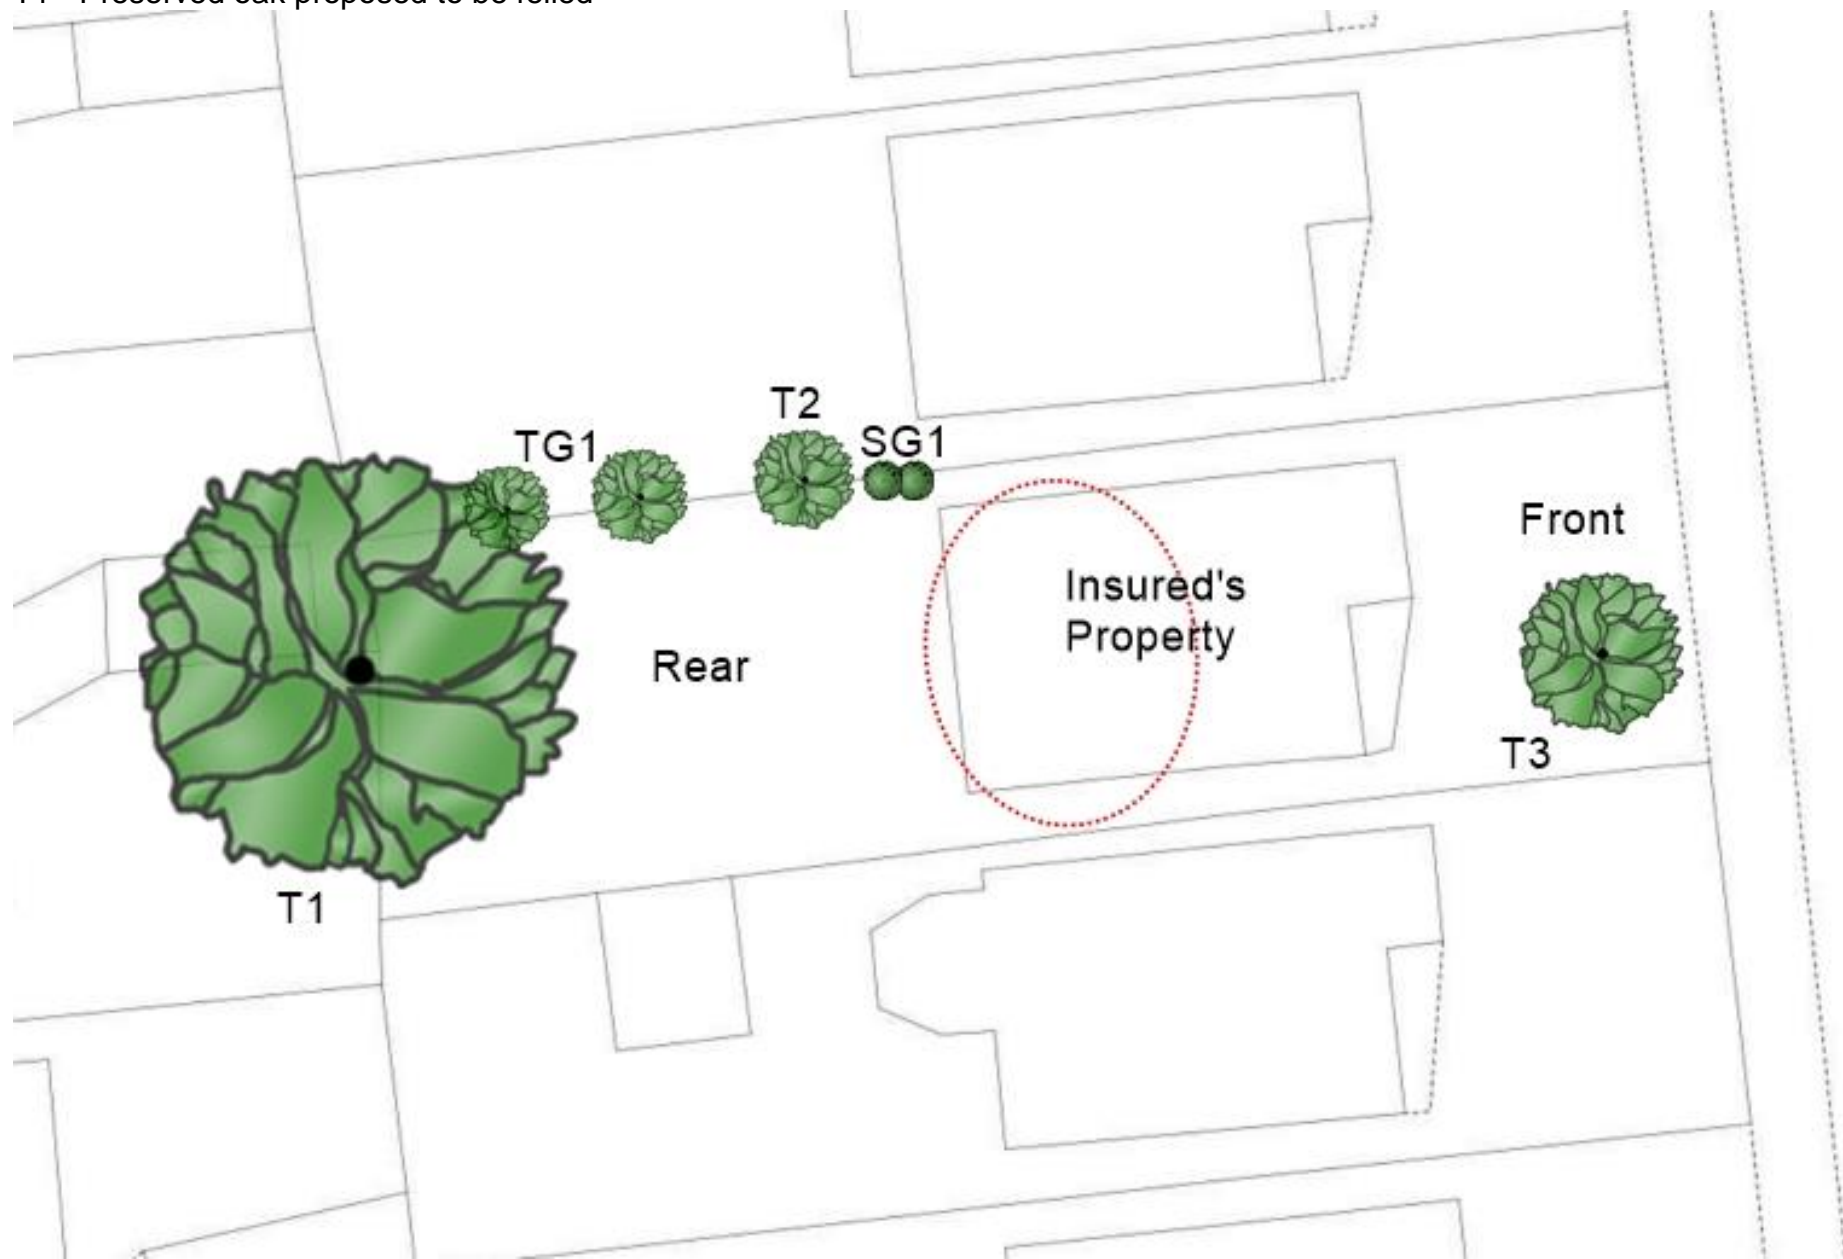 T1 - Preserved oak proposed to be felled
T2
TG1
SG1
Front
Insured's
Property
Rear
T3
T1